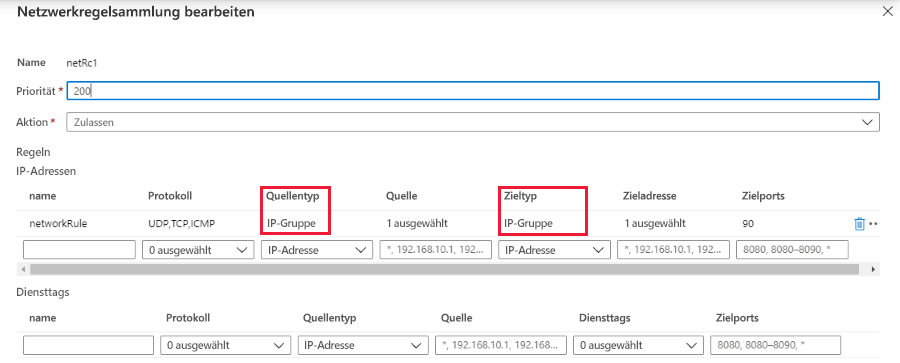 Netzwerkregelsammlung bearbeiten
Name netRc1
Priorität * 200
Aktion * Zulassen
Regeln
IP-Adressen
name Protokoll Quellentyp Quelle Zieltyp Zieladresse Zielports
networkRule UDP,TCP,ICMP IP-Gruppe 1 ausgewählt IP-Gruppe 1 ausgewählt 90
0 ausgewählt IP-Adresse *, 192.168.10.1, 192... IP-Adresse *, 192.168.10.1, 192... 8080, 8080–8090, *
Diensttags
name Protokoll Quellentyp Quelle Diensttags Zielports
0 ausgewählt IP-Adresse *, 192.168.10.1, 192.168... 0 ausgewählt 8080, 8080–8090, *